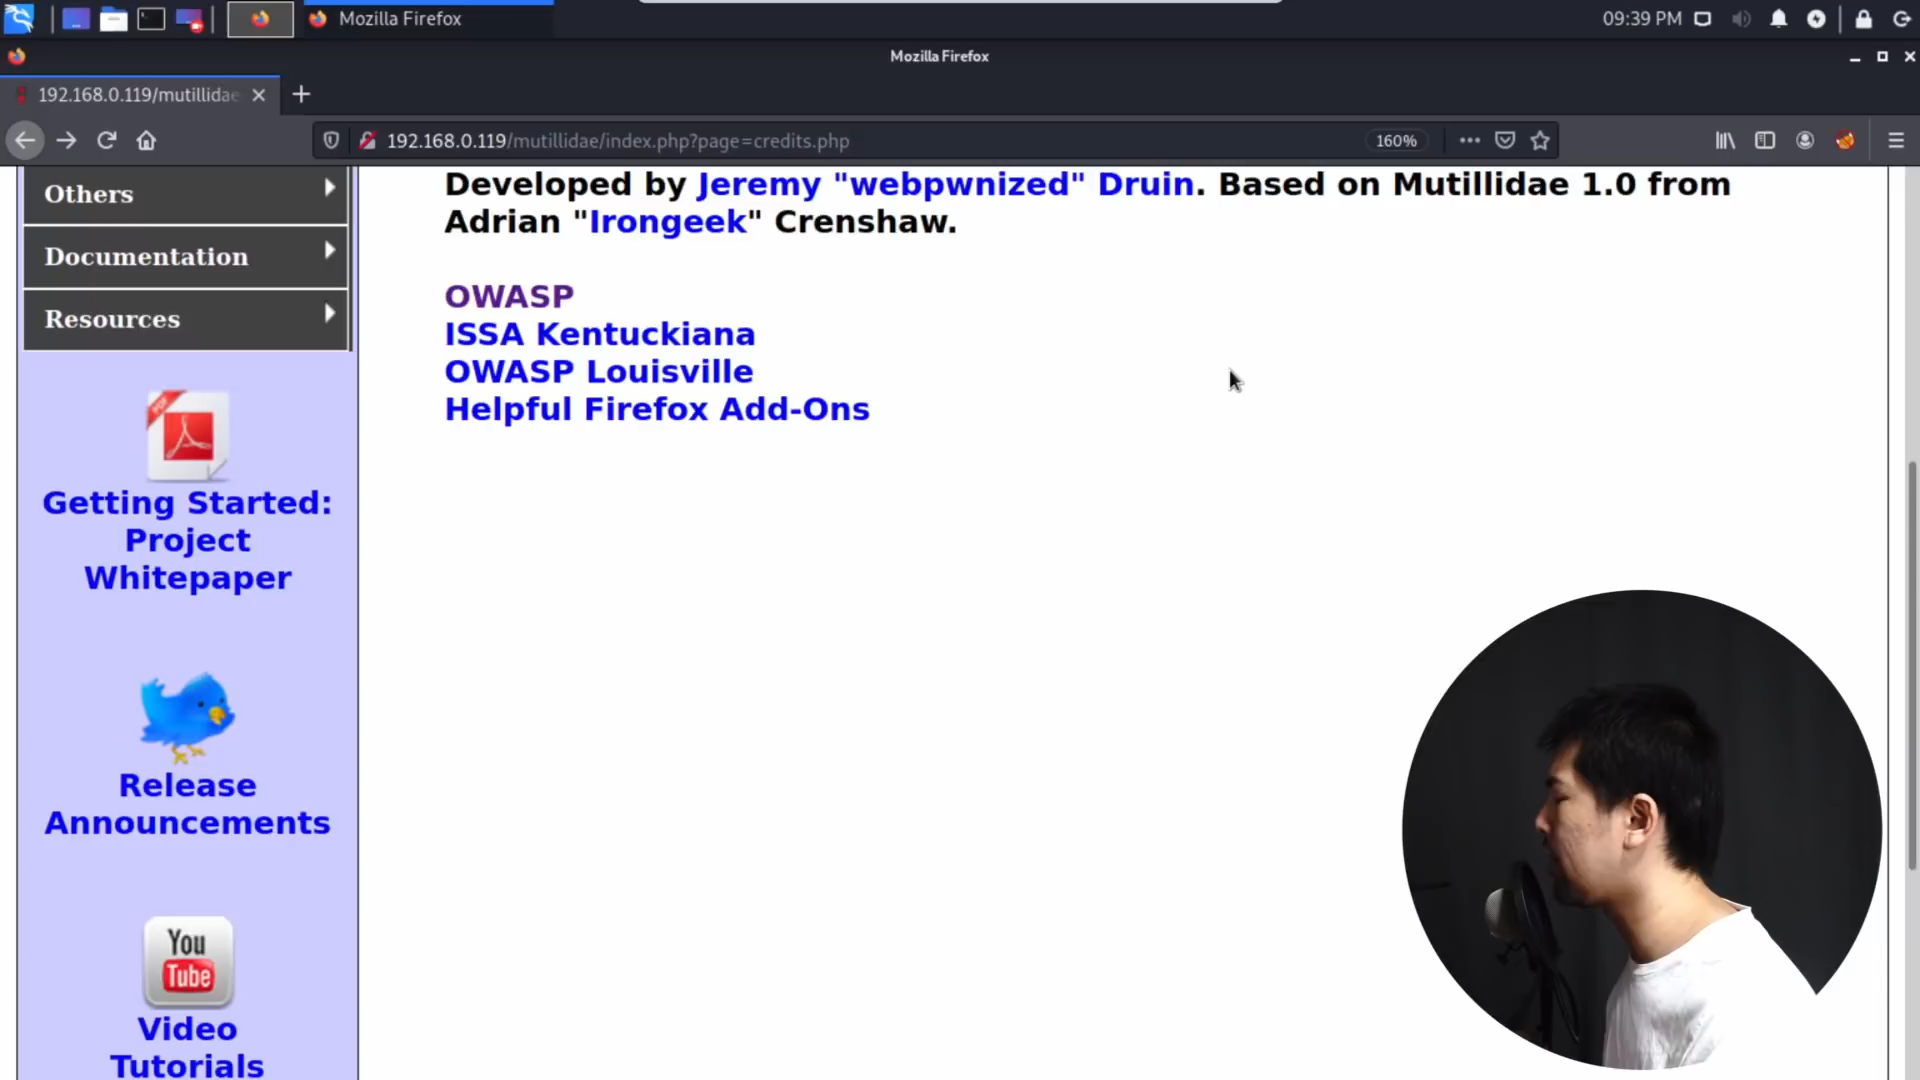 Mozilla Firefox
09:39 PM
Mozilla Firefox
192.168.0.119/mutillidae
192.168.0.119/mutillidae/index.php?page=credits.php
160%
Others
Documentation
Resources
PDF
Getting Started:
Project
Whitepaper
Release
Announcements
You
Tube
Video
Tutorials
Developed by Jeremy "webpwnized" Druin. Based on Mutillidae 1.0 from
Adrian "Irongeek" Crenshaw.
OWASP
ISSA Kentuckiana
OWASP Louisville
Helpful Firefox Add-Ons